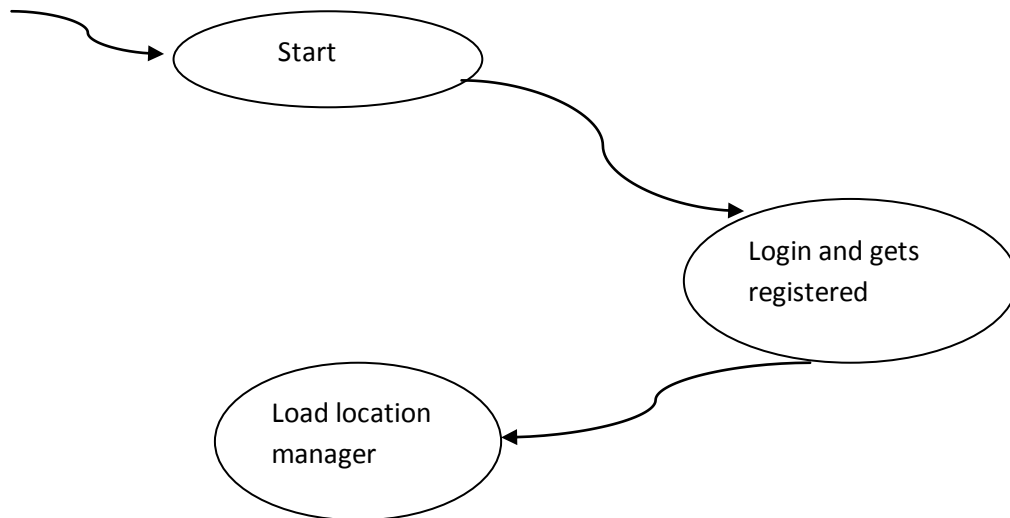 Start
Login and gets
registered
Load location
manager